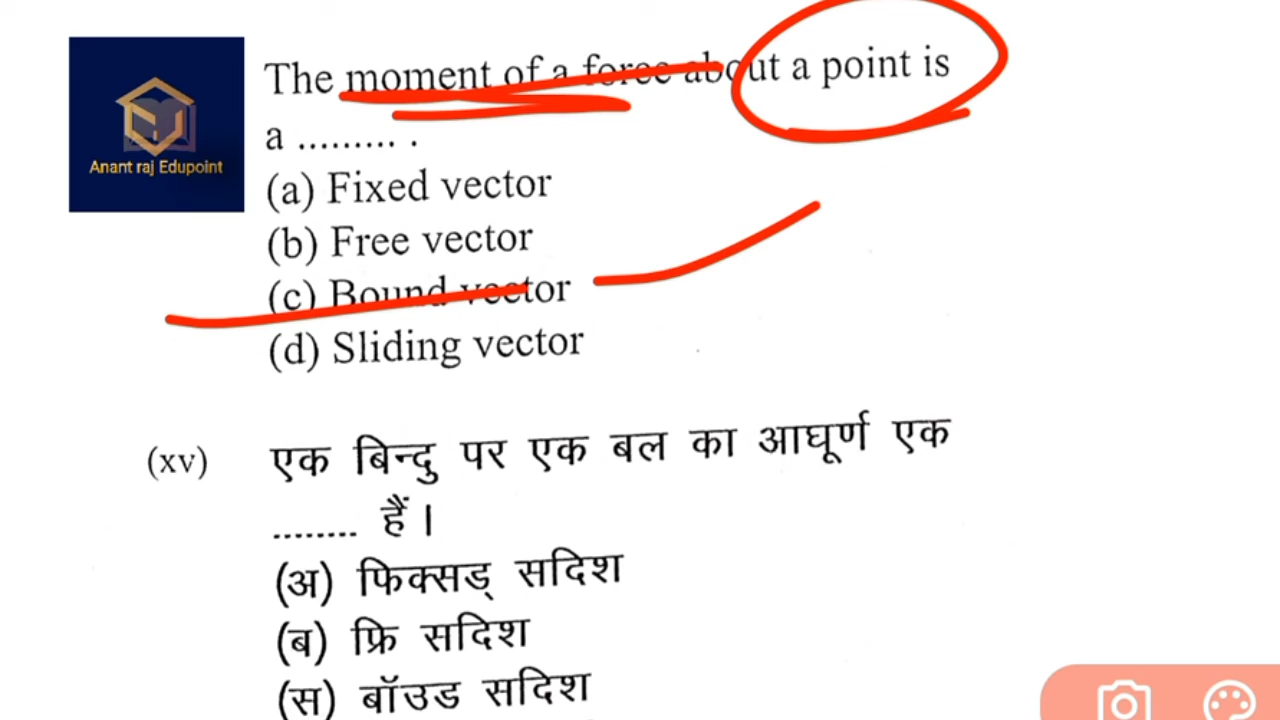 Anant raj Edupoint
The moment of a force about a point is
a ......... .
(a) Fixed vector
(b) Free vector
(c) Bound vector
(d) Sliding vector
(xv) एक बिन्दु पर एक बल का आघूर्ण एक
........ हैं।
(अ) फिक्सड् सदिश
(ब) फ्रि सदिश
(स) बॉउड सदिश